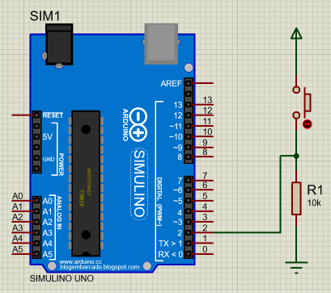 SIM1
AREF
RESET
5V
GND
POWER
ANALOG IN
A0
A1
A2
A3
A4
A5
A0
A1
A2
A3
A4
A5
ARDUINO
SIMULINO
DIGITAL (PWM~)
13
12
~11
~10
~9
8
7
~6
~5
4
~3
2
TX > 1
RX < 0
13
12
11
10
9
8
7
6
5
4
3
2
1
0
ATMEL
www.arduino.cc
blogembarcado.blogspot.com
SIMULINO UNO
R1
10k